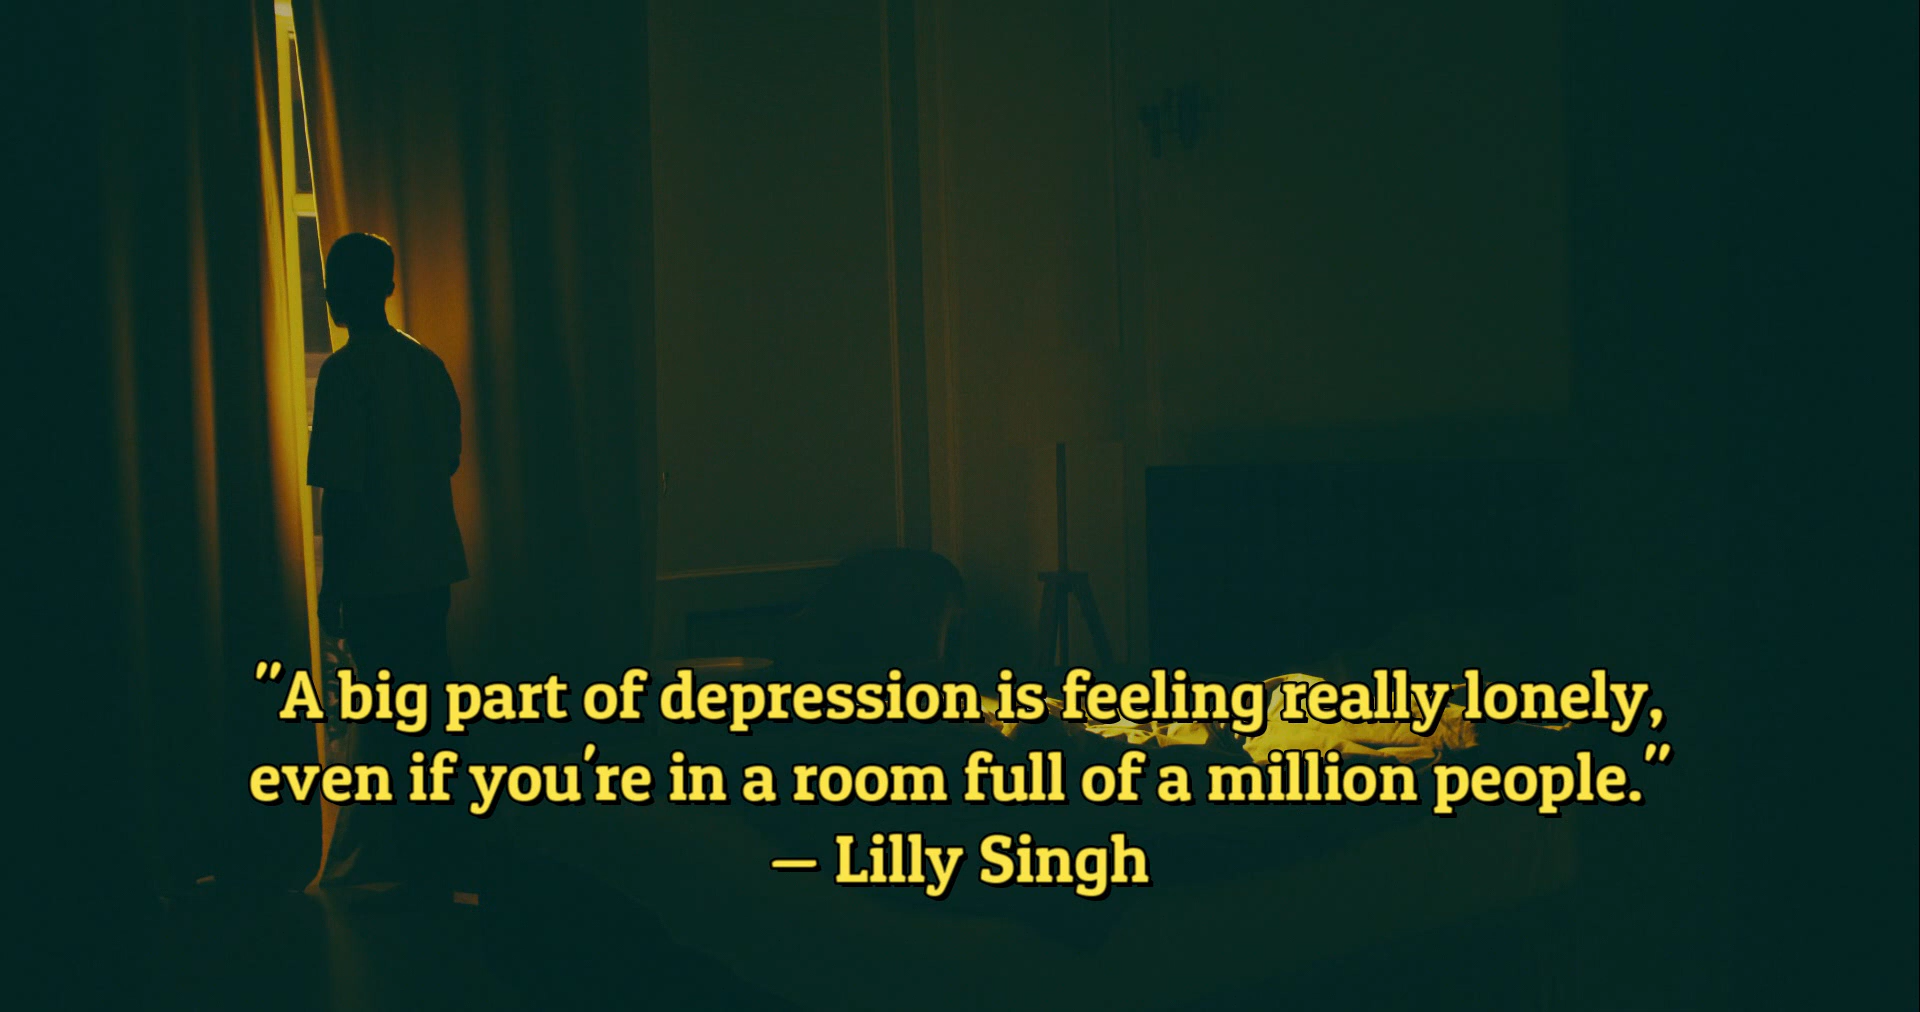 "A big part of depression is feeling really lonely,
even if you're in a room full of a million people."
— Lilly Singh